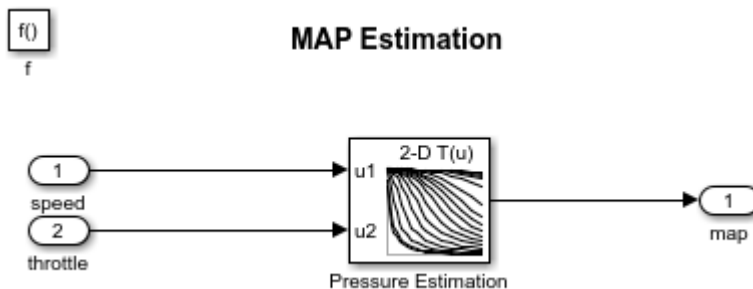 f()
f
MAP Estimation
2-D T(u)
1
u1
speed
1
2
u2
map
throttle
Pressure Estimation